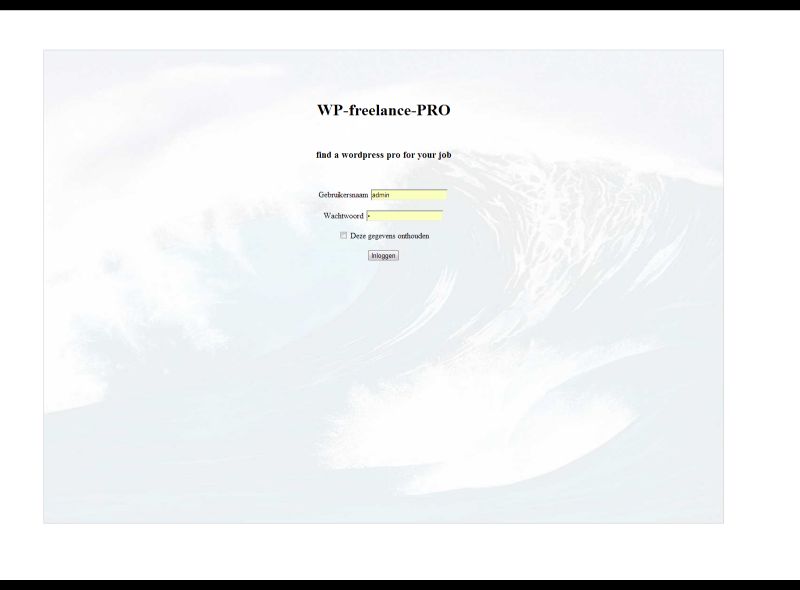 WP-freelance-PRO
find a wordpress pro for your job
Gebruikersnaam admin
Wachtwoord •
Deze gegevens onthouden
Inloggen